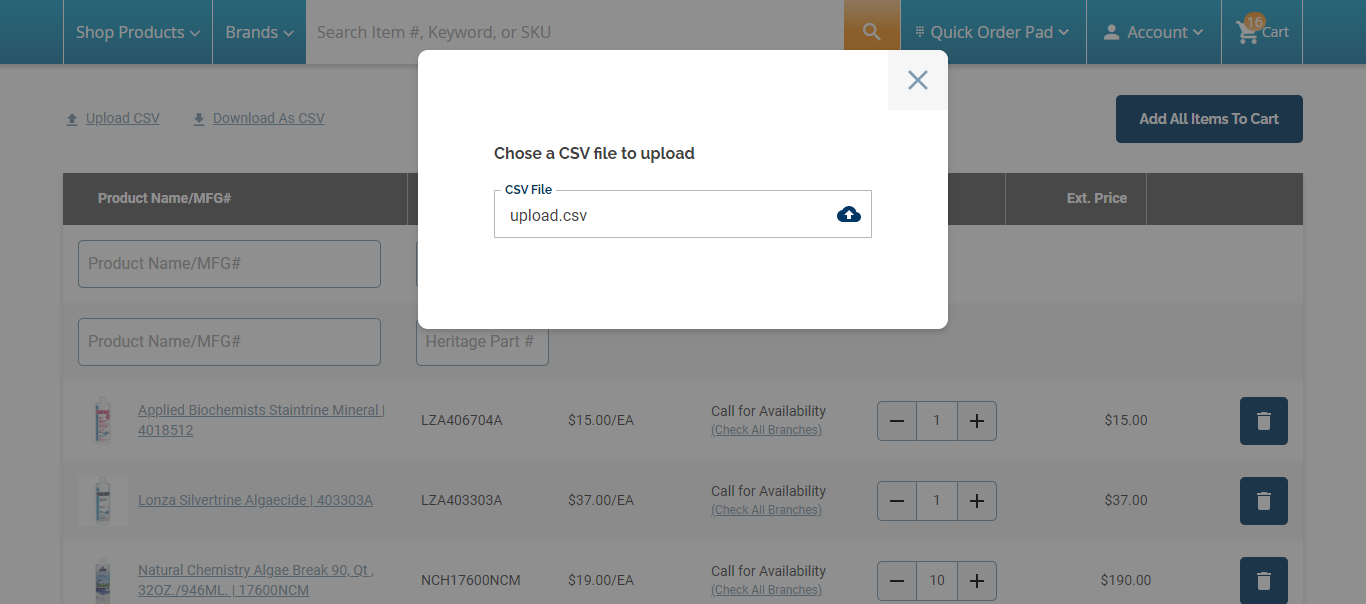 Shop Products
Brands
Search Item #, Keyword, or SKU
Quick Order Pad
Account
16
Cart
Upload CSV
Download As CSV
Add All Items To Cart
Chose a CSV file to upload
CSV File
upload.csv
Product Name/MFG#
Ext. Price
Product Name/MFG#
Product Name/MFG#
Heritage Part #
Applied Biochemists Staintrine Mineral |
4018512
LZA406704A
$15.00/EA
Call for Availability
(Check All Branches)
1
$15.00
Lonza Silvertrine Algaecide | 403303A
LZA403303A
$37.00/EA
Call for Availability
(Check All Branches)
1
$37.00
Natural Chemistry Algae Break 90, Qt ,
32OZ./946ML. | 17600NCM
NCH17600NCM
$19.00/EA
Call for Availability
(Check All Branches)
10
$190.00